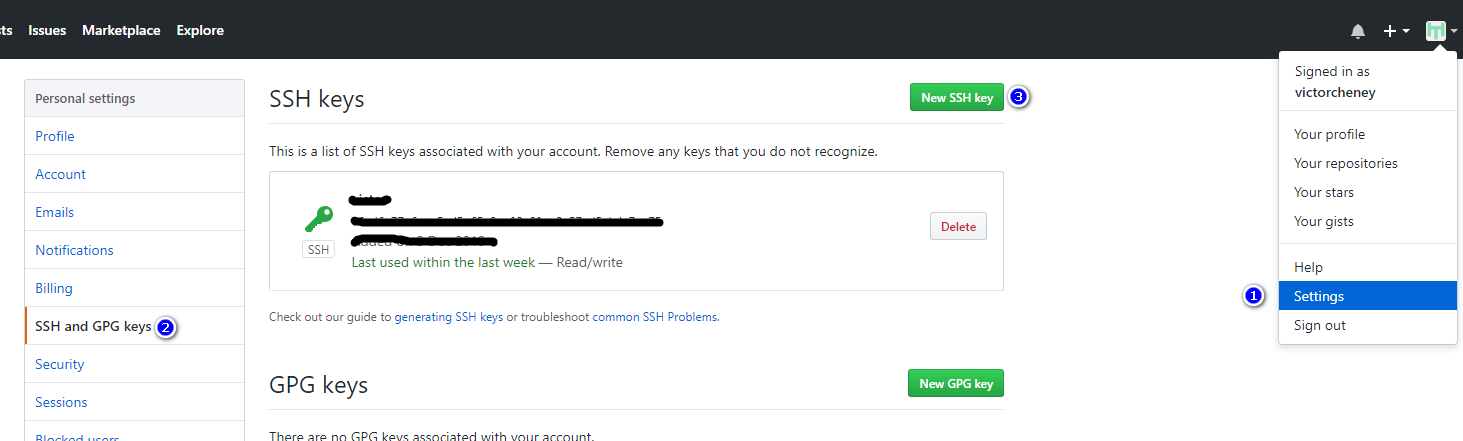 sts Issues Marketplace Explore
Signed in as
victorcheney
Your profile
Your repositories
Your stars
Your gists
Help
1 Settings
Sign out
Personal settings
Profile
Account
Emails
Notifications
Billing
SSH and GPG keys 2
Security
Sessions
Blocked users
SSH keys
New SSH key 3
This is a list of SSH keys associated with your account. Remove any keys that you do not recognize.
SSH
Last used within the last week — Read/write
Delete
Check out our guide to generating SSH keys or troubleshoot common SSH Problems.
GPG keys
New GPG key
There are no GPG keys associated with your account.